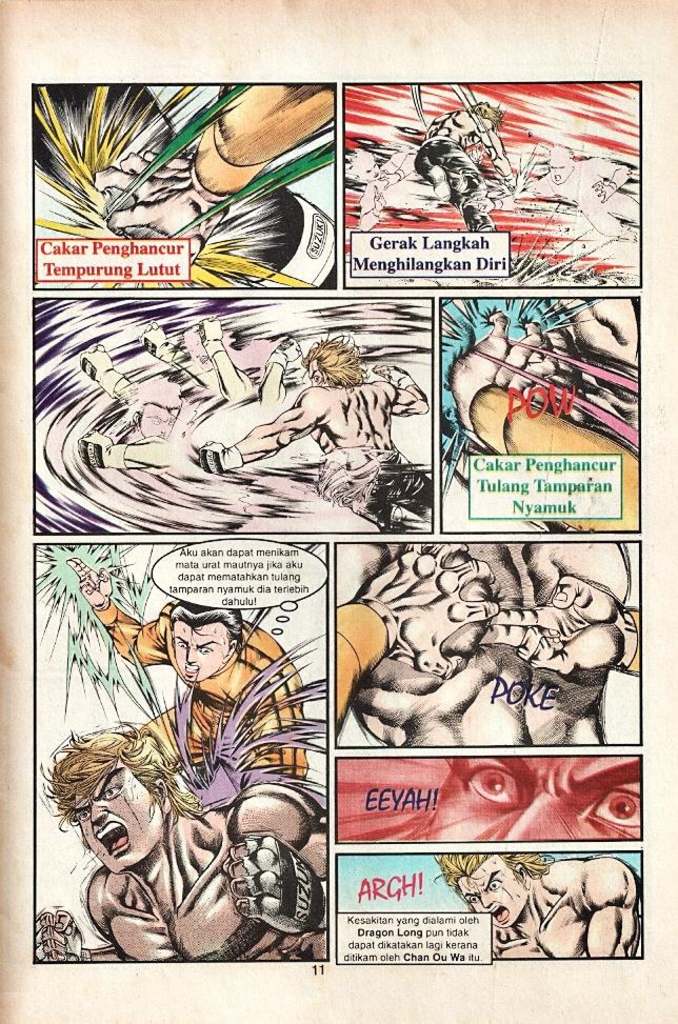 Cakar Penghancur
Tempurung Lutut
SUZUKI
Gerak Langkah
Menghilangkan Diri
POW
Cakar Penghancur
Tulang Tamparan
Nyamuk
Aku akan dapat menikam
mata urat mautnya jika aku
dapat mematahkan tulang
tamparan nyamuk dia terlebih
dahulu!
SUZUKI
POKE
EEYAH!
ARGH!
Kesakitan yang dialami oleh
Dragon Long pun tidak
dapat dikatakan lagi kerana
ditikam oleh Chan Ou Wa itu.
11